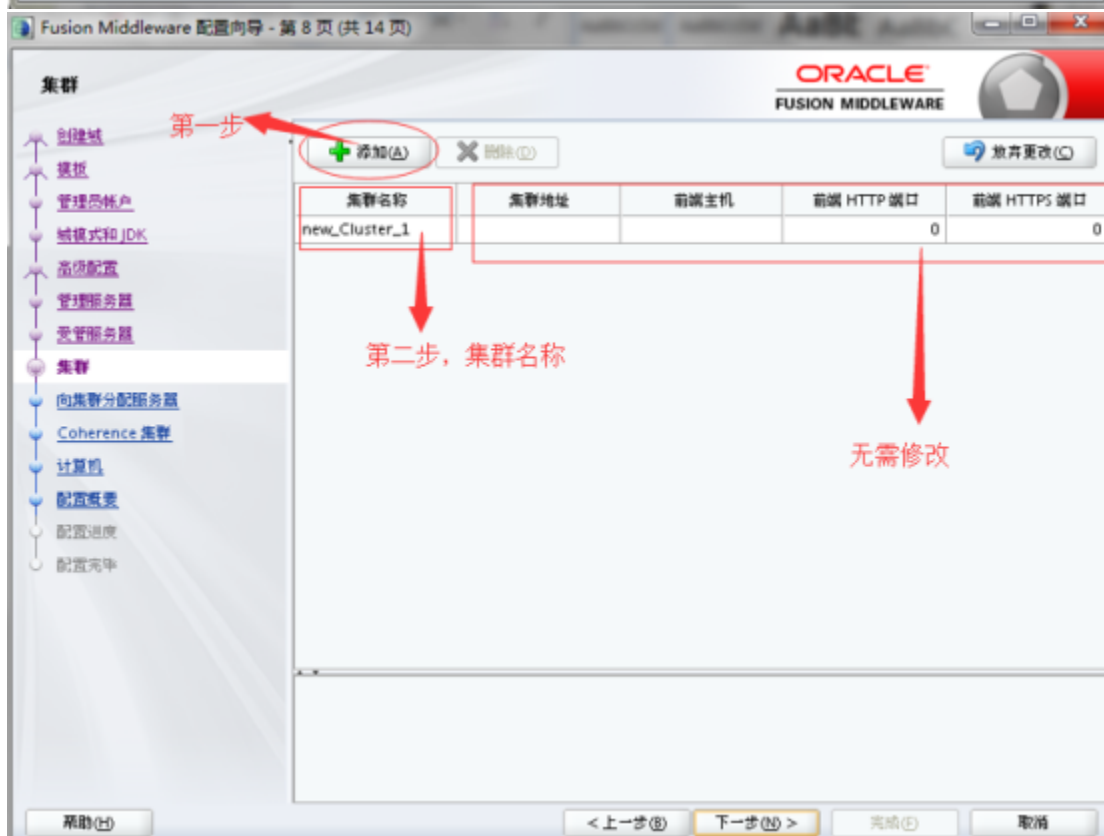 Fusion Middleware 配置向导 - 第 8 页 (共 14 页)
集群
ORACLE
FUSION MIDDLEWARE
第一步
添加(A)
删除(D)
放弃更改(C)
创建域
模板
管理员帐户
域模式和 JDK
高级配置
管理服务器
受管服务器
集群
向集群分配服务器
Coherence 集群
计算机
配置概要
配置进度
配置完毕
集群名称 集群地址 前端主机 前端 HTTP 端口 前端 HTTPS 端口
new_Cluster_1 0 0
第二步，集群名称
无需修改
帮助(H)
<上一步(B)
下一步(N) >
完成(F)
取消